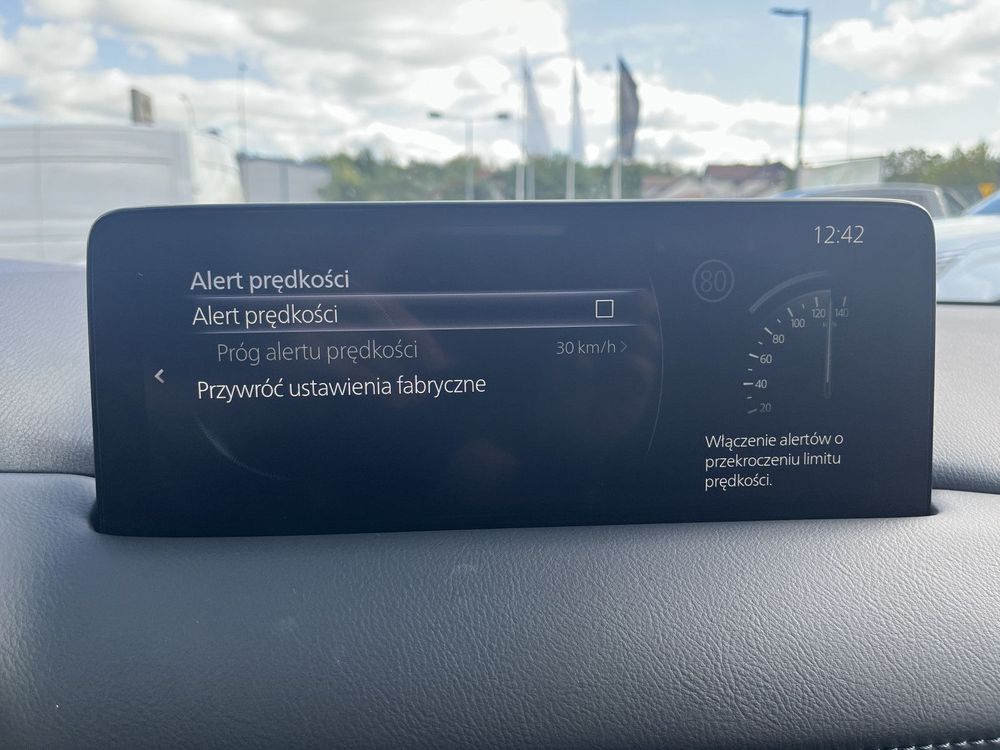 12:42
Alert prędkości
Alert prędkości
Próg alertu prędkości 30 km/h >
Przywróć ustawienia fabryczne
80
20
40
60
80
100
120
140
km/h
Włączenie alertów o
przekroczeniu limitu
prędkości.